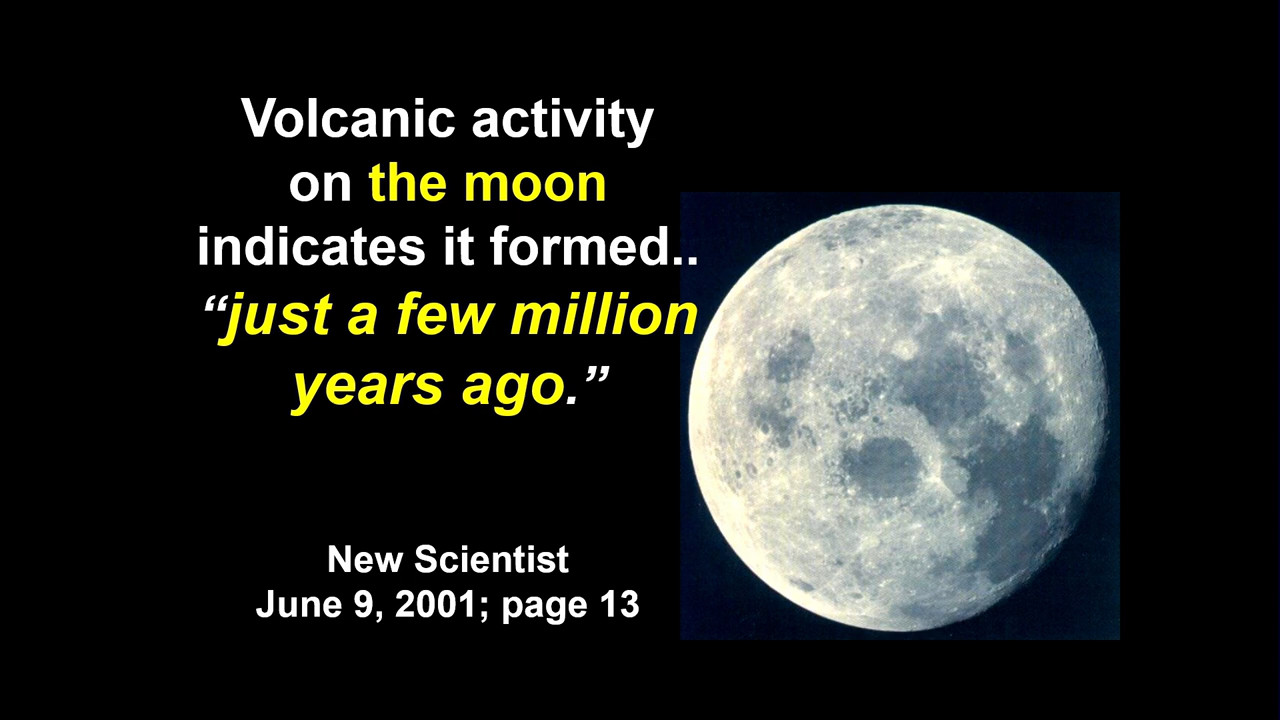 Volcanic activity
on the moon
indicates it formed..
“just a few million
years ago.”
New Scientist
June 9, 2001; page 13